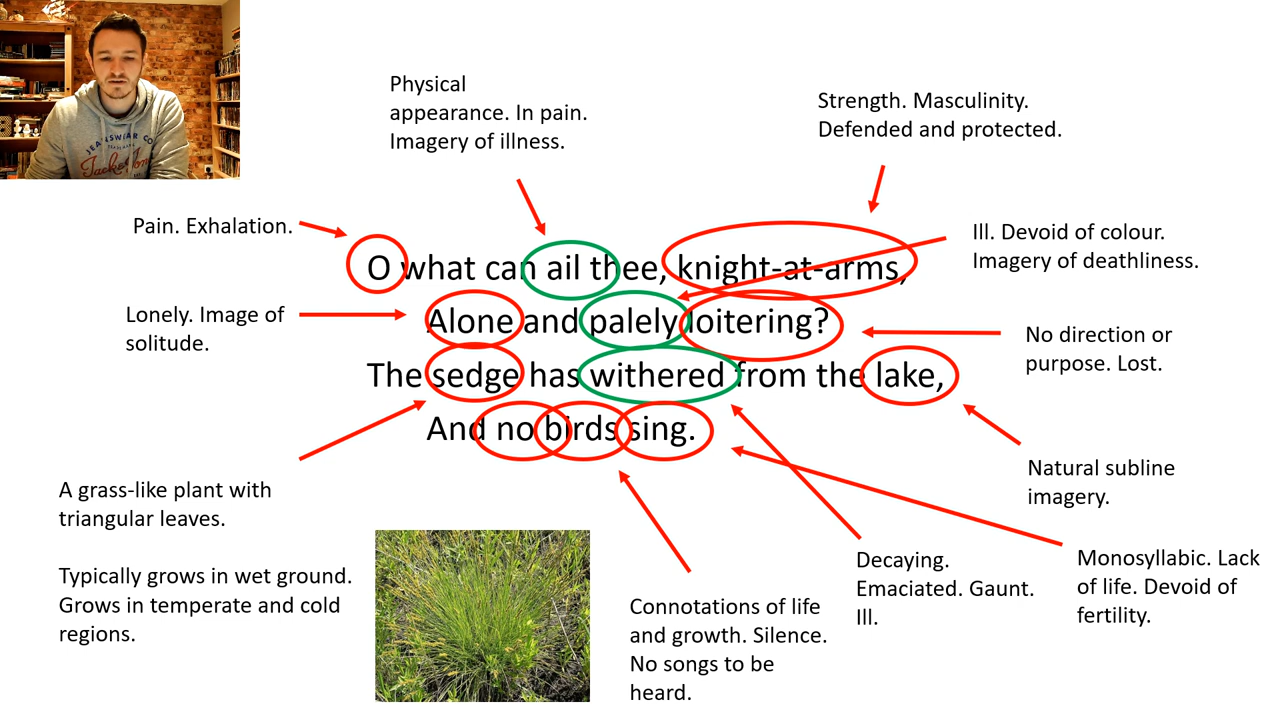 JEANSWEAR CO
Jack & Jones
Physical
appearance. In pain.
Imagery of illness.
Strength. Masculinity.
Defended and protected.
Pain. Exhalation.
Ill. Devoid of colour.
Imagery of deathliness.
O what can ail thee, knight-at-arms,
Lonely. Image of
solitude.
Alone and palely loitering?
No direction or
purpose. Lost.
The sedge has withered from the lake,
And no birds sing.
Natural subline
imagery.
A grass-like plant with
triangular leaves.
Typically grows in wet ground.
Grows in temperate and cold
regions.
Connotations of life
and growth. Silence.
No songs to be
heard.
Decaying.
Emaciated. Gaunt.
Ill.
Monosyllabic. Lack
of life. Devoid of
fertility.